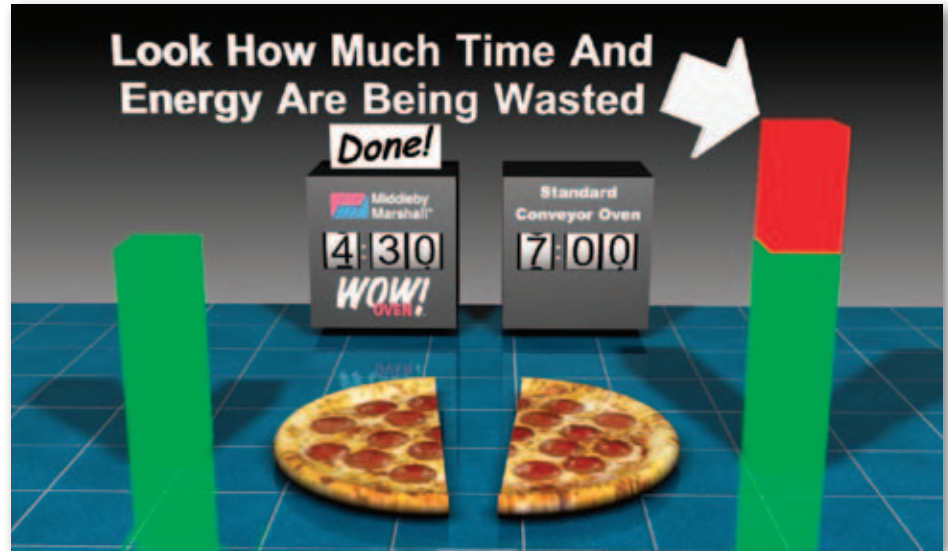 Look How Much Time And
Energy Are Being Wasted
Done!
Middleby
Marshall
4:30
WOW!
OVEN
Standard
Conveyor Oven
7:00